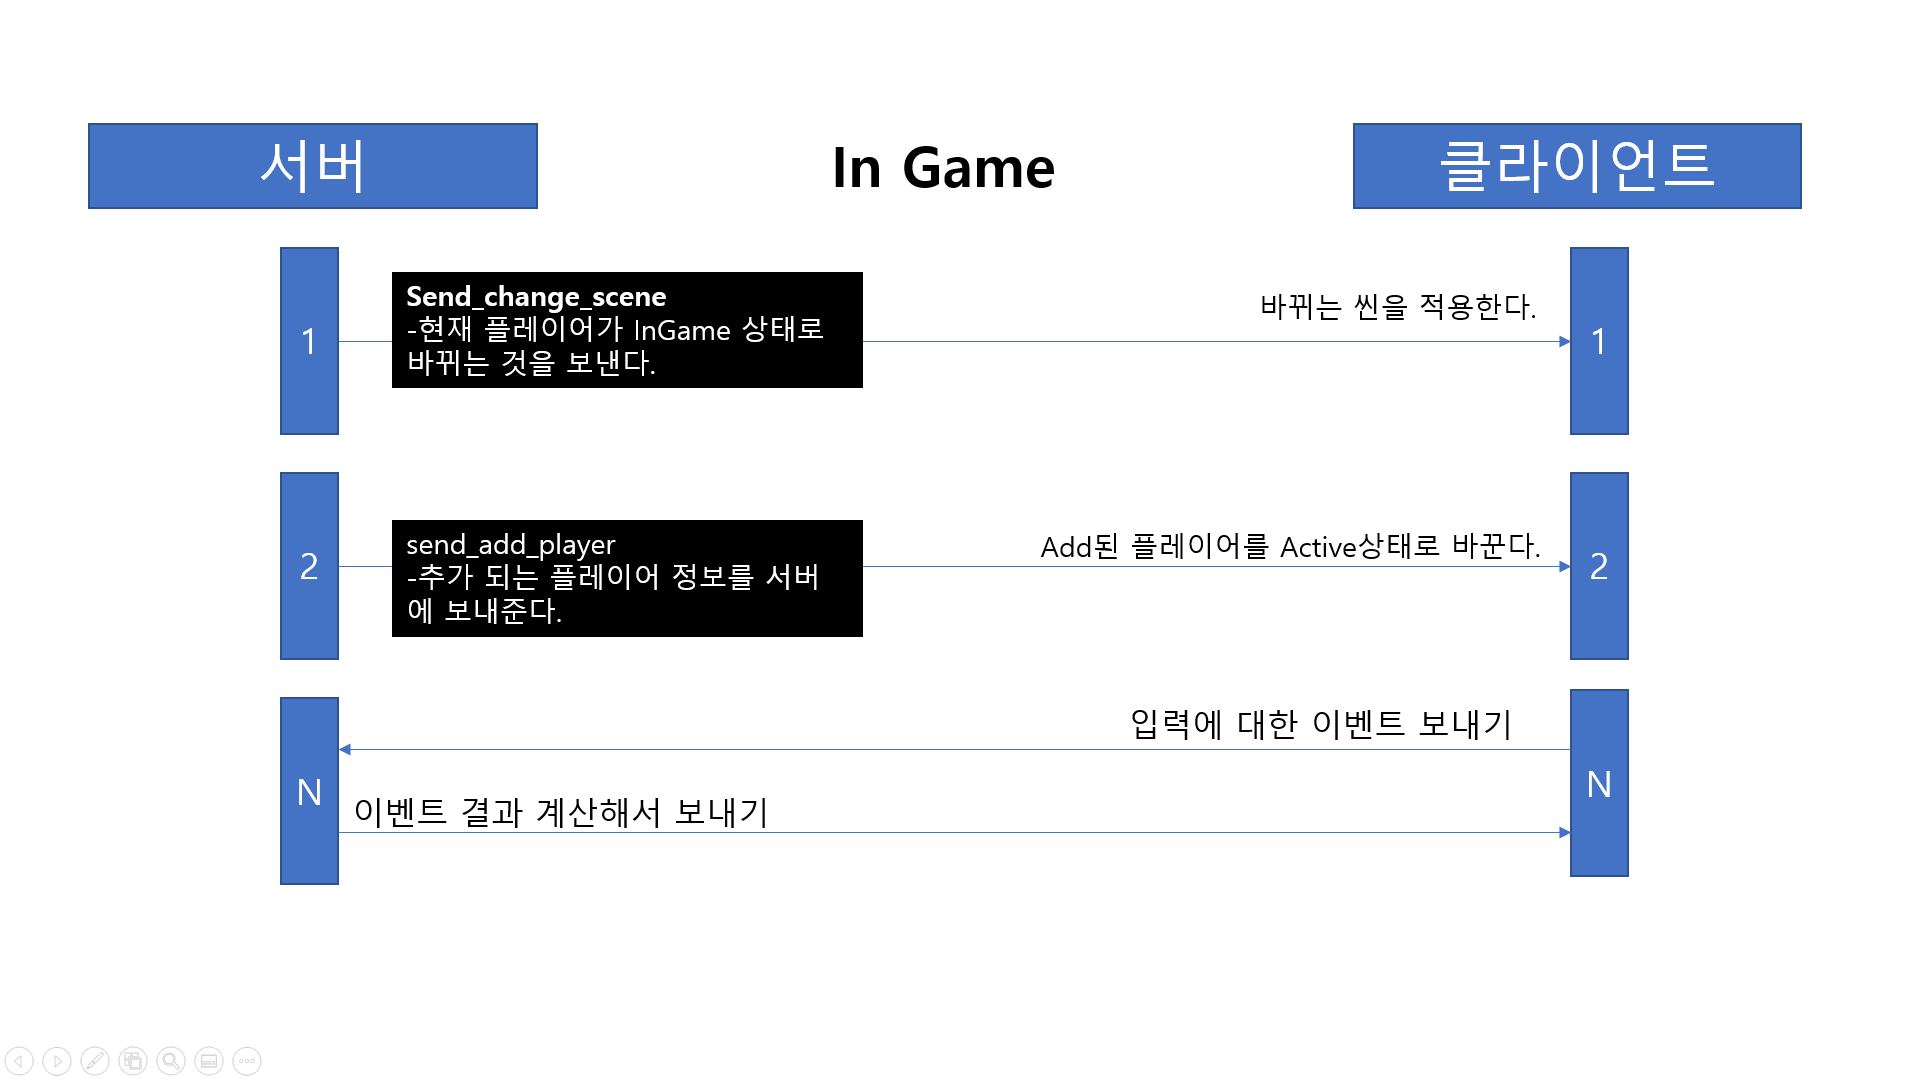 서버
In Game
클라이언트
1
Send_change_scene
-현재 플레이어가 InGame 상태로
바뀌는 것을 보낸다.
바뀌는 씬을 적용한다.
1
2
send_add_player
-추가 되는 플레이어 정보를 서버
에 보내준다.
Add된 플레이어를 Active상태로 바꾼다.
2
N
입력에 대한 이벤트 보내기
이벤트 결과 계산해서 보내기
N